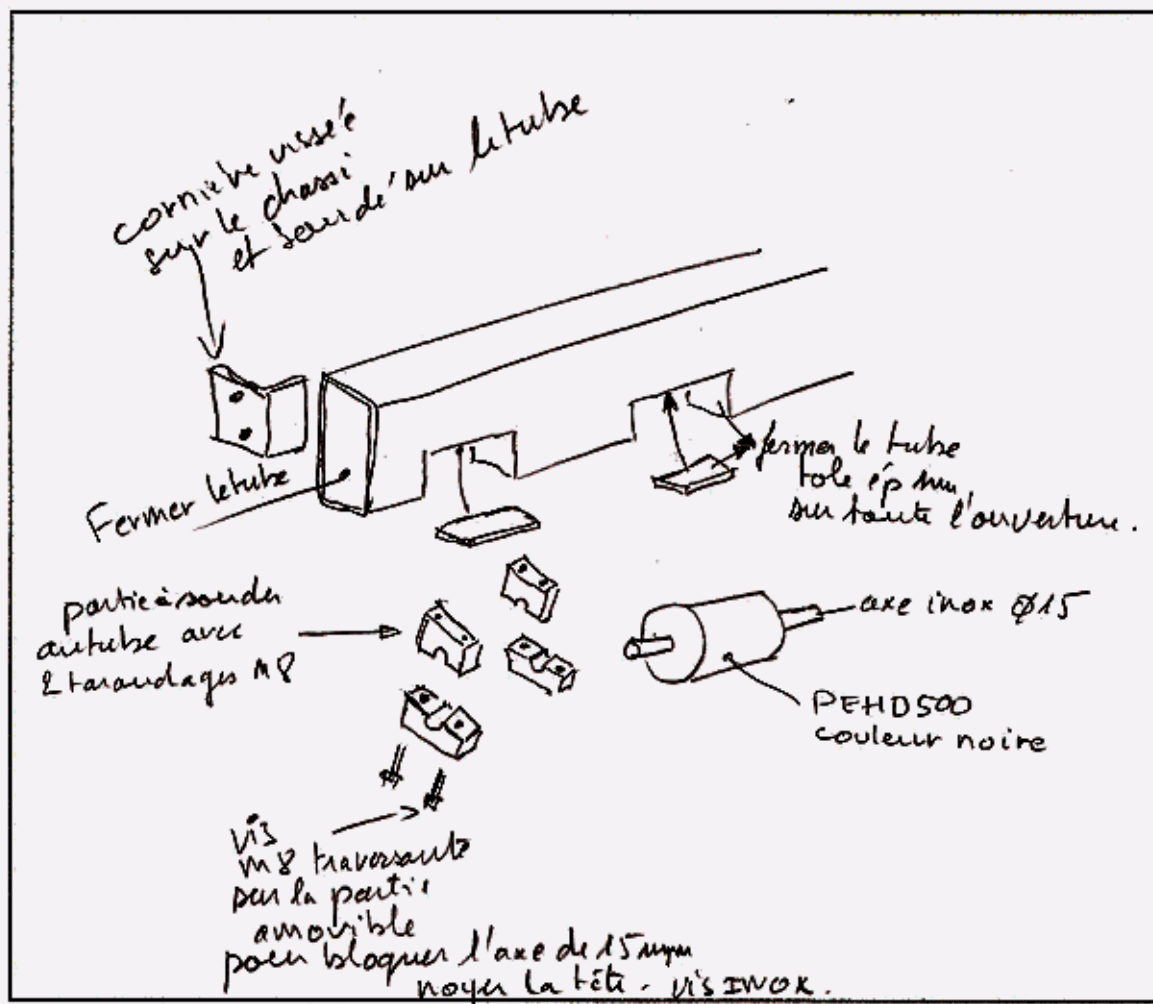 cornière vissée
sur le chassi
et soudé sur le tube
Fermer le tube
fermer le tube
tole ép mm,
sur toute l'ouverture.
partie à souder
au tube avec
2 taraudages M8
axe inox Ø15
PEHD500
couleur noire
vis
M8 traversante
sur la partie
amovible
pour bloquer l'axe de 15 mm
noyer la tête. vis INOX.